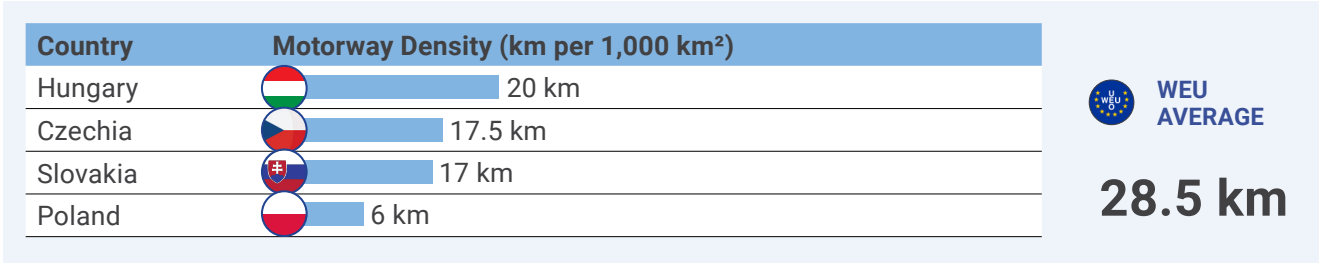 Country Motorway Density (km per 1,000 km²)
Hungary 20 km
Czechia 17.5 km
Slovakia 17 km
Poland 6 km
U
WEU
O
WEU
AVERAGE
28.5 km